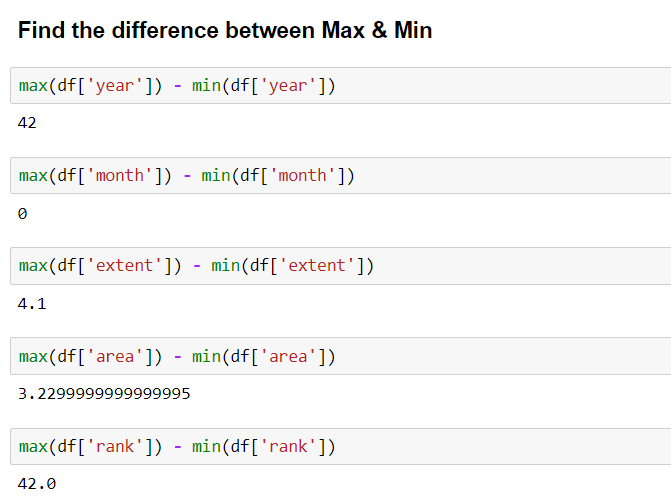 Find the difference between Max & Min
max(df['year']) - min(df['year'])
42
max(df['month']) - min(df['month'])
0
max(df['extent']) - min(df['extent'])
4.1
max(df['area']) - min(df['area'])
3.2299999999999995
max(df['rank']) - min(df['rank'])
42.0